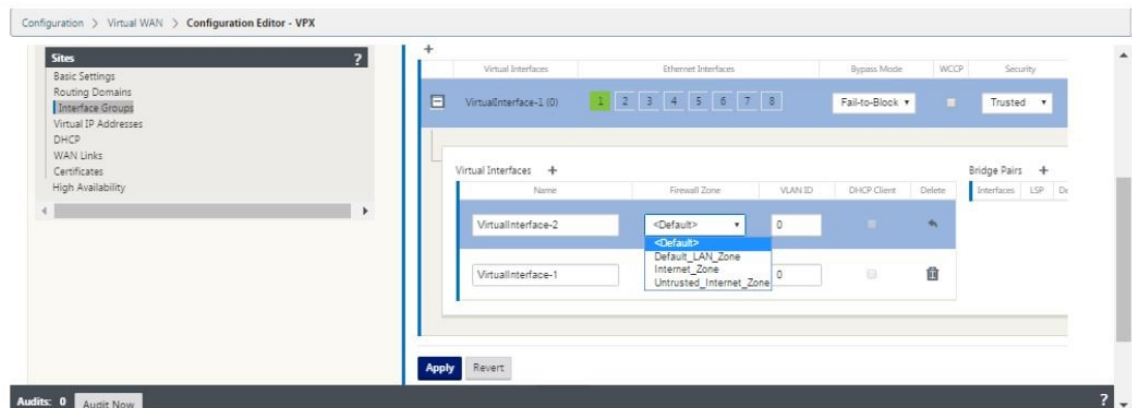 Configuration > Virtual WAN > Configuration Editor - VPX
Sites ?
Basic Settings
Routing Domains
Interface Groups
Virtual IP Addresses
DHCP
WAN Links
Certificates
High Availability
+
Virtual Interfaces Ethernet Interfaces Bypass Mode WCCP Security
VirtualInterface-1 (0) 1 2 3 4 5 6 7 8 Fail-to-Block Trusted
Virtual Interfaces +
Name Firewall Zone VLAN ID DHCP Client Delete
VirtualInterface-2 <Default> 0
<Default>
Default_LAN_Zone
Internet_Zone
Untrusted_Internet_Zone
VirtualInterface-1 0
Bridge Pairs +
Interfaces LSP De
Apply Revert
Audits: 0 Audit Now ?